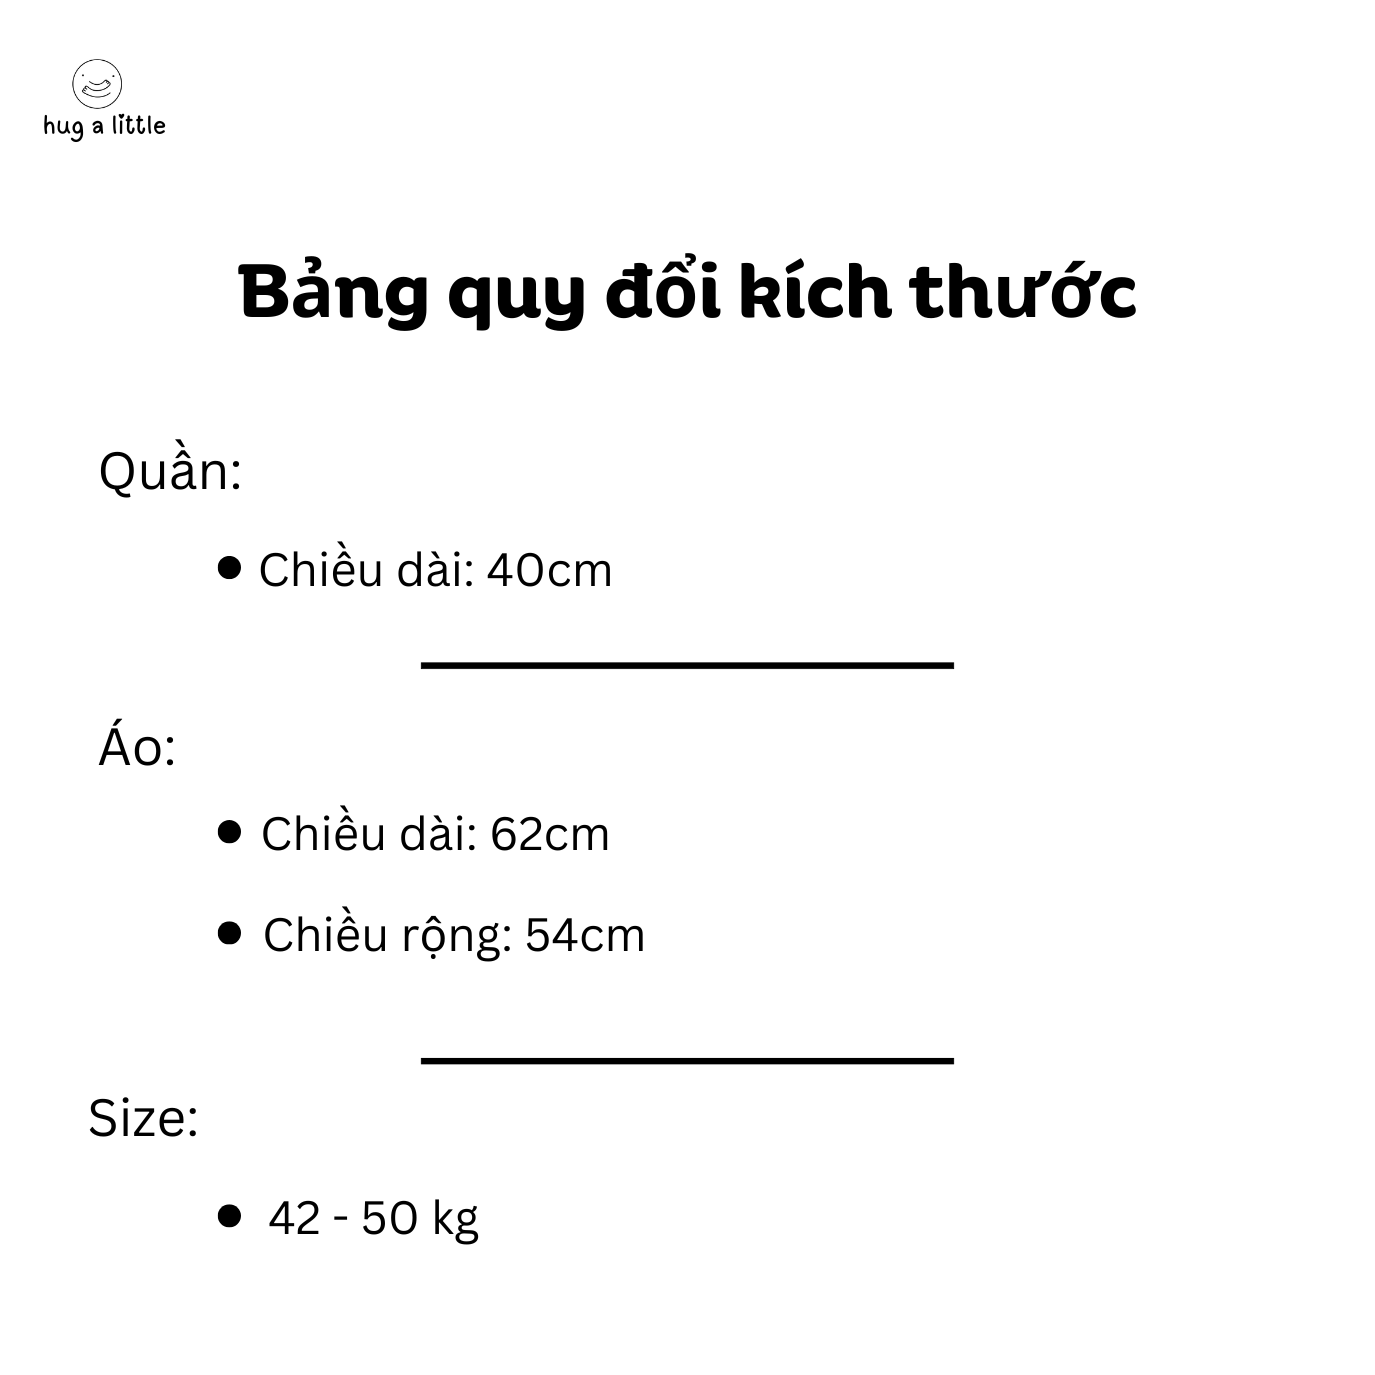 hug a little
Bảng quy đổi kích thước
Quần:
● Chiều dài: 40cm
Áo:
● Chiều dài: 62cm
● Chiều rộng: 54cm
Size:
● 42 - 50 kg